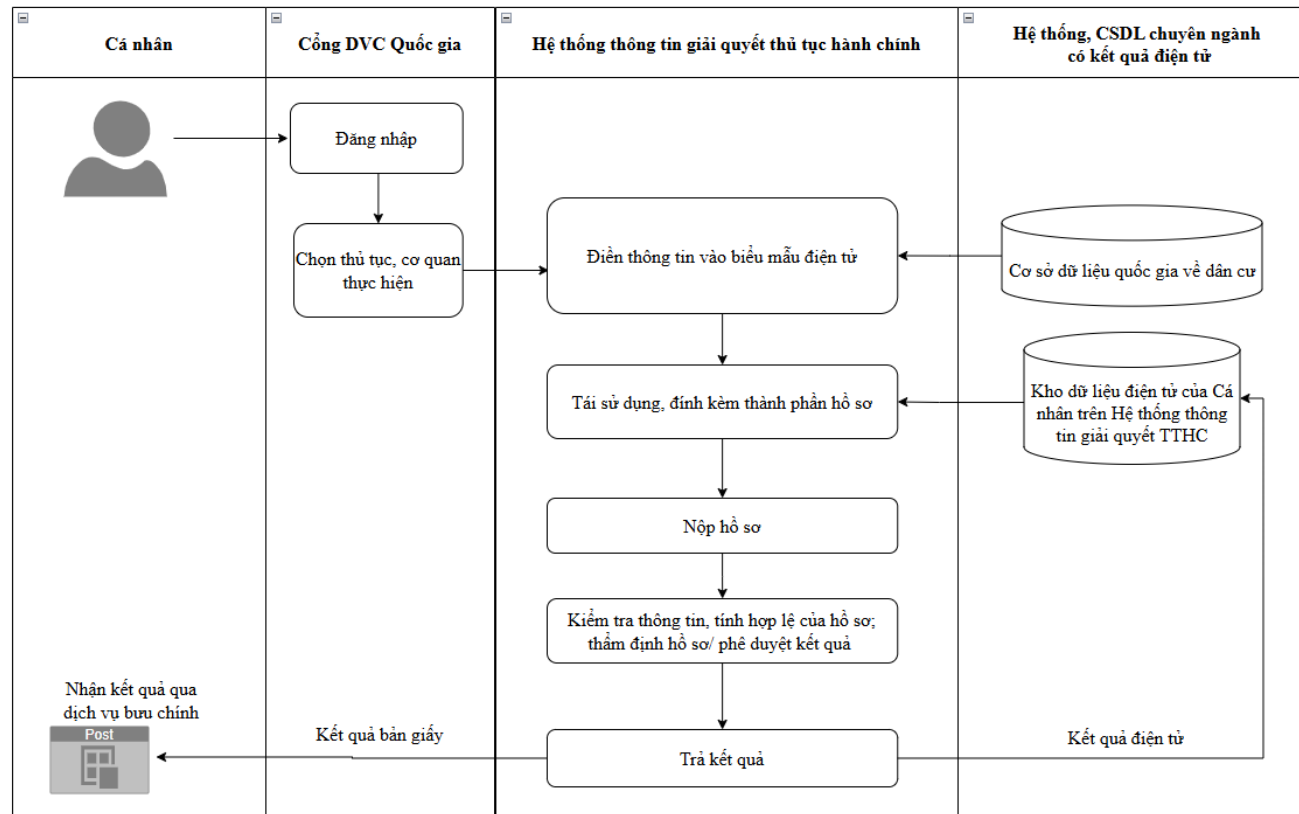 Cá nhân
Cổng DVC Quốc gia
Hệ thống thông tin giải quyết thủ tục hành chính
Hệ thống, CSDL chuyên ngành
có kết quả điện tử
Đăng nhập
Chọn thủ tục, cơ quan
thực hiện
Điền thông tin vào biểu mẫu điện tử
Cơ sở dữ liệu quốc gia về dân cư
Tái sử dụng, đính kèm thành phần hồ sơ
Kho dữ liệu điện tử của Cá
nhân trên Hệ thống thông
tin giải quyết TTHC
Nộp hồ sơ
Kiểm tra thông tin, tính hợp lệ của hồ sơ;
thẩm định hồ sơ/ phê duyệt kết quả
Nhận kết quả qua
dịch vụ bưu chính
Post
Kết quả bản giấy
Trả kết quả
Kết quả điện tử